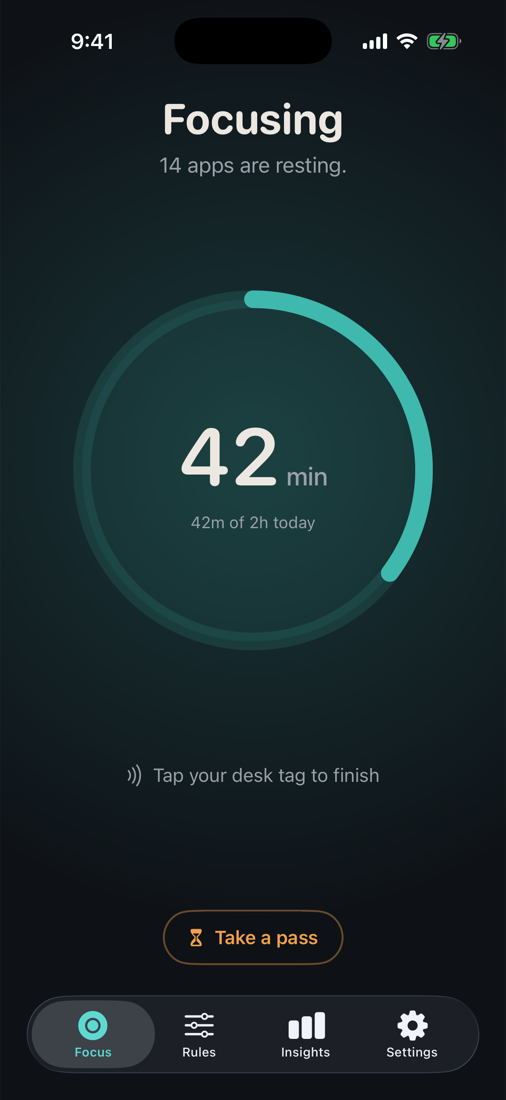 9:41
Focusing
14 apps are resting.
42 min
42m of 2h today
Tap your desk tag to finish
Take a pass
Focus Rules Insights Settings